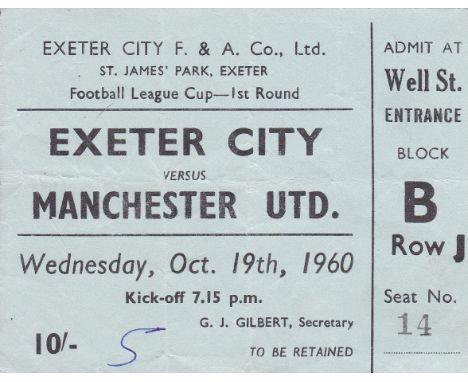 EXETER CITY F. & A. Co., Ltd.
ST. JAMES' PARK, EXETER
Football League Cup—1st Round
EXETER CITY
VERSUS
MANCHESTER UTD.
Wednesday, Oct. 19th, 1960
Kick-off 7.15 p.m.
G. J. GILBERT, Secretary
10/-
5
TO BE RETAINED
ADMIT AT
Well St.
ENTRANCE
BLOCK
B
Row J
Seat No.
14